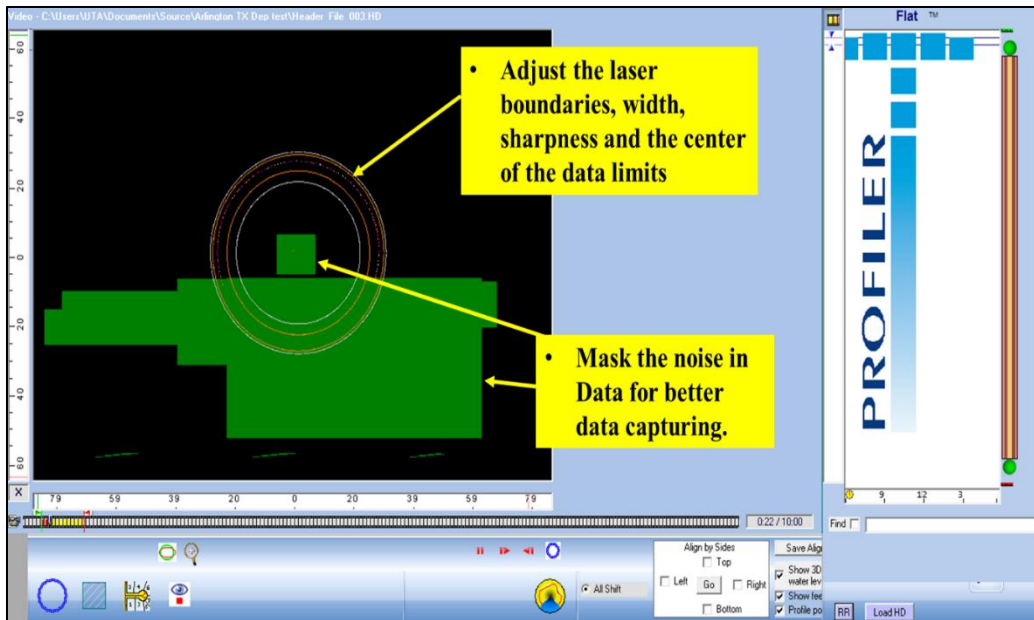 Video - C:\Users\UTA\Documents\Source\Arlington TX Dep test\Header File 003.HD
Flat ™
• Adjust the laser
boundaries, width,
sharpness and the center
of the data limits
• Mask the noise in
Data for better
data capturing.
PROFILER
60
40
20
0
20
40
60
X
79 59 39 20 0 20 39 59 79
0:22 / 10:00
9 12 3
Find
Align by Sides
Top
Left Go Right
Bottom
All Shift
Save Alig
Show 3D
water lev
Show fee
Profile po
RR
Load HD